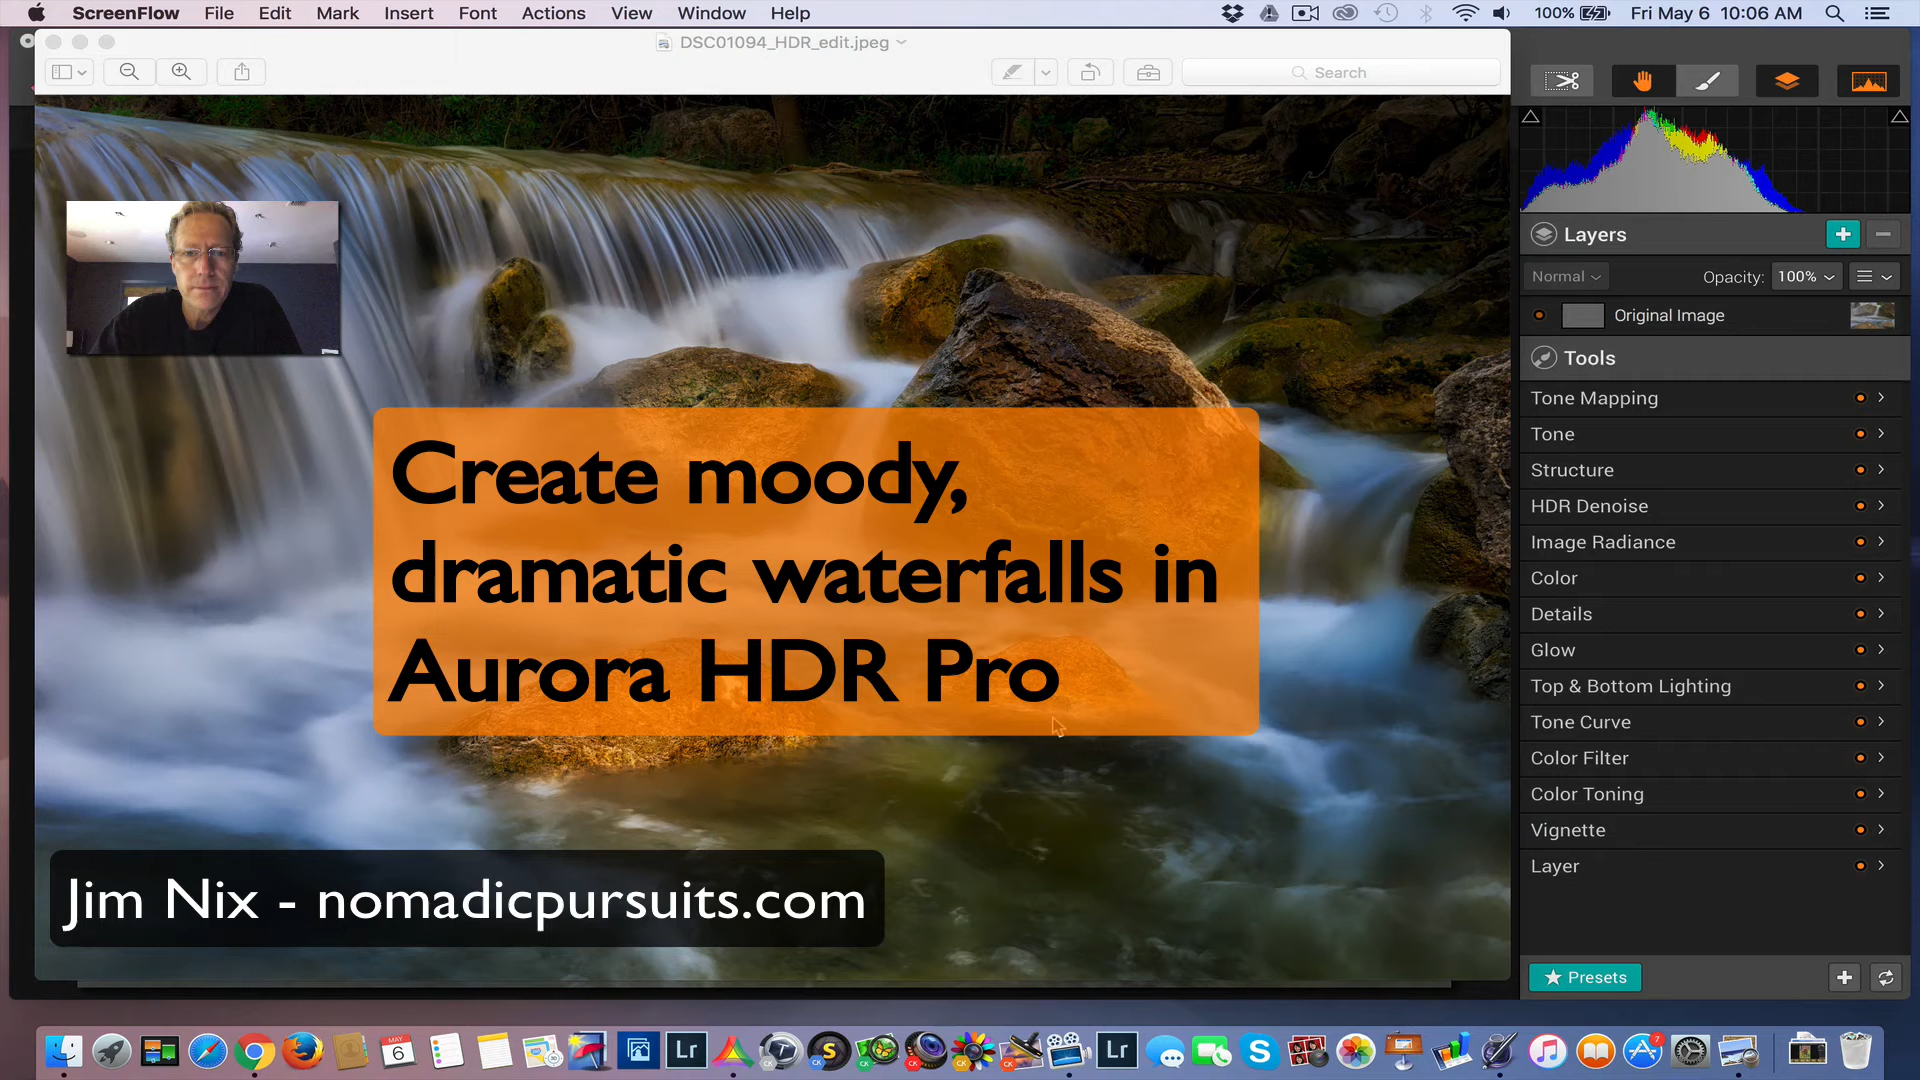 ScreenFlow File Edit Mark Insert Font Actions View Window Help 100% Fri May 6 10:06 AM
DSC01094_HDR_edit.jpeg
Search
Layers
Normal Opacity: 100%
Original Image
Tools
Tone Mapping
Tone
Structure
HDR Denoise
Image Radiance
Color
Details
Glow
Top & Bottom Lighting
Tone Curve
Color Filter
Color Toning
Vignette
Layer
Create moody,
dramatic waterfalls in
Aurora HDR Pro
Jim Nix - nomadicpursuits.com
Presets
MAY
6
Lr
S
Lr
S
7